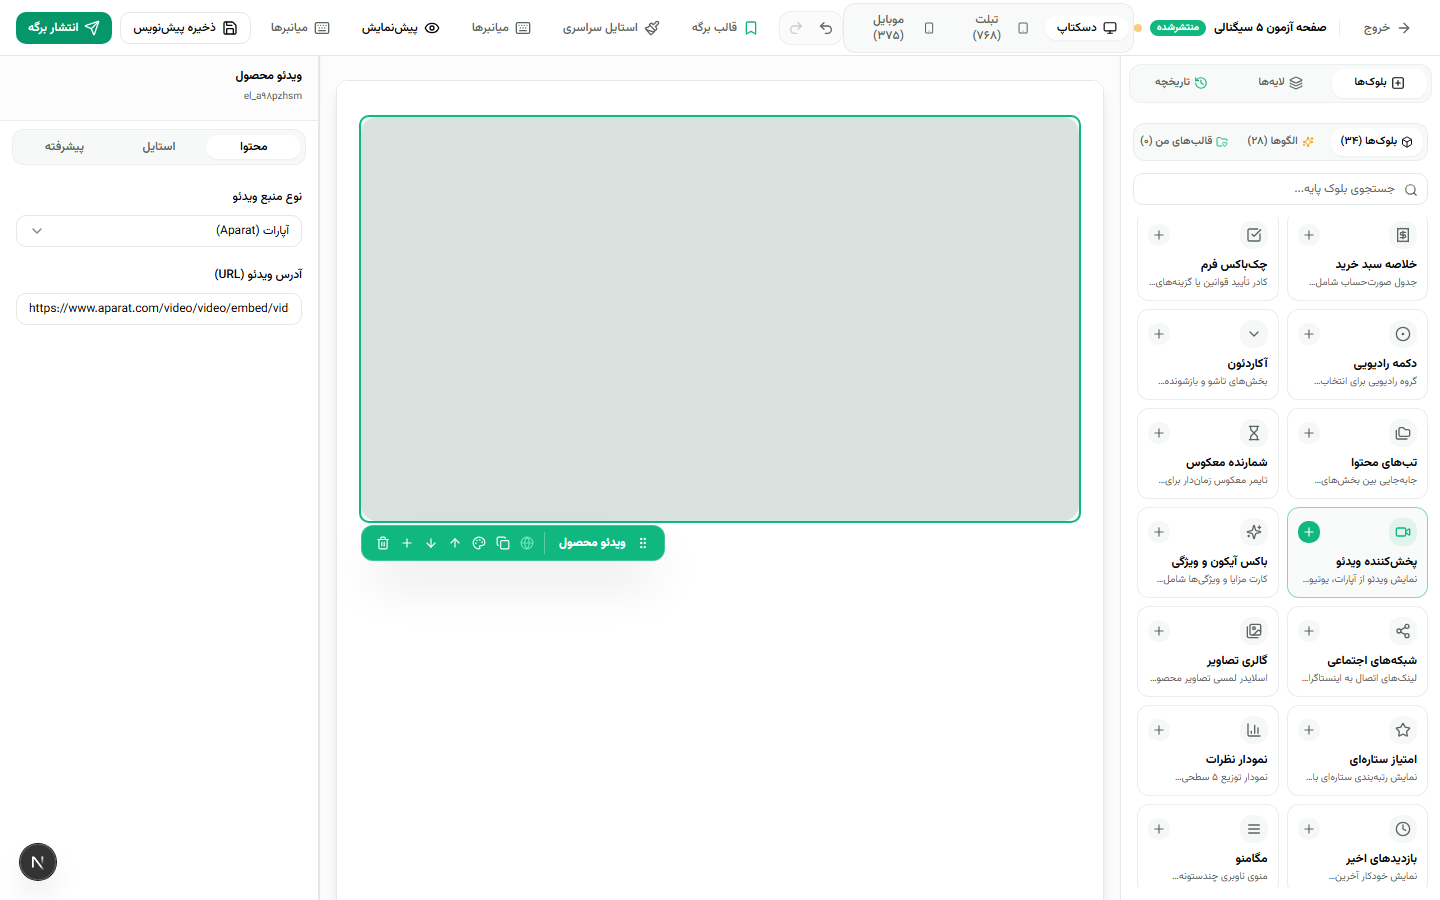 خروج
صفحه آزمون ۵ سیگنالی
منتشرشده
دسکتاپ
تبلت (۷۶۸)
موبایل (۳۷۵)
قالب برگه
استایل سراسری
میانبرها
پیش‌نمایش
میانبرها
ذخیره پیش‌نویس
انتشار برگه
بلوک‌ها
لایه‌ها
تاریخچه
بلوک‌ها (۳۴)
الگوها (۲۸)
قالب‌های من (۰)
جستجوی بلوک پایه...
خلاصه سبد خرید
جدول صورت‌حساب شامل...
چک‌باکس فرم
کادر تأیید قوانین یا گزینه‌های...
دکمه رادیویی
گروه رادیویی برای انتخاب...
آکاردئون
بخش‌های تاشو و بازشونده...
تب‌های محتوا
جابه‌جایی بین بخش‌های...
شمارنده معکوس
تایمر معکوس زمان‌دار برای...
پخش‌کننده ویدئو
نمایش ویدئو از آپارات، یوتیو...
باکس آیکون و ویژگی
کارت مزایا و ویژگی‌ها شامل...
شبکه‌های اجتماعی
لینک‌های اتصال به اینستاگرا...
گالری تصاویر
اسلایدر لمسی تصاویر محصو...
امتیاز ستاره‌ای
نمایش رتبه‌بندی ستاره‌ای با...
نمودار نظرات
نمودار توزیع ۵ سطحی...
بازدیدهای اخیر
نمایش خودکار آخرین...
مگامنو
منوی ناوبری چندستونه...
ویدئو محصول
ویدئو محصول
el_a۹۸pzhsm
محتوا
استایل
پیشرفته
نوع منبع ویدئو
آپارات (Aparat)
آدرس ویدئو (URL)
https://www.aparat.com/video/video/embed/vid
N